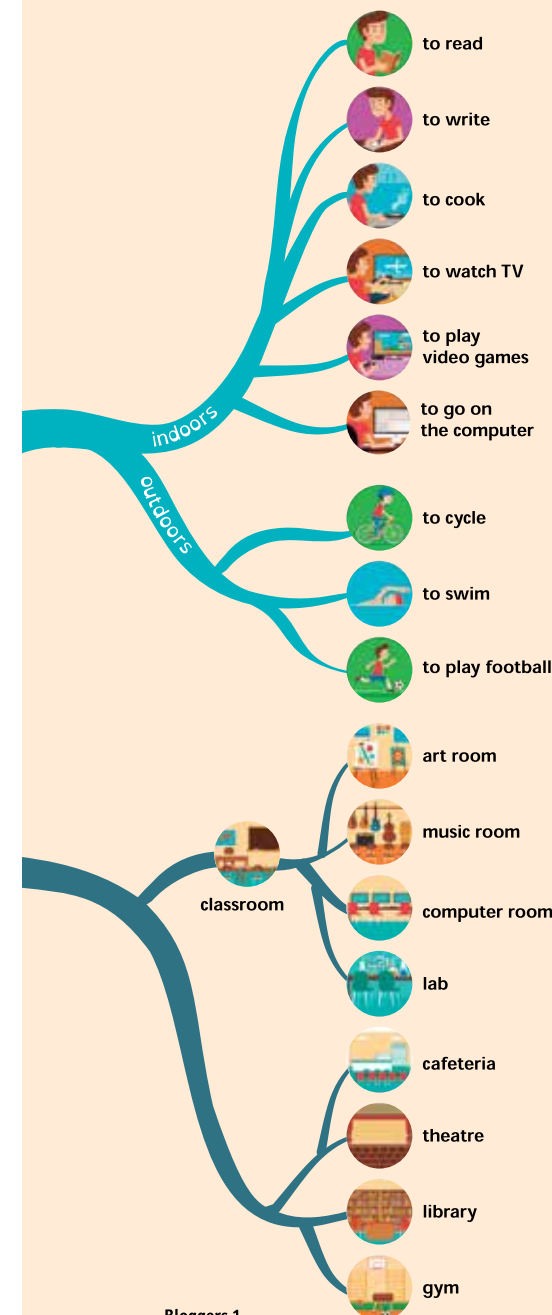 to read
to write
to cook
to watch TV
to play
video games
to go on
the computer
indoors
outdoors
to cycle
to swim
to play football
art room
music room
classroom
computer room
lab
cafeteria
theatre
library
gym
Bloggers 1